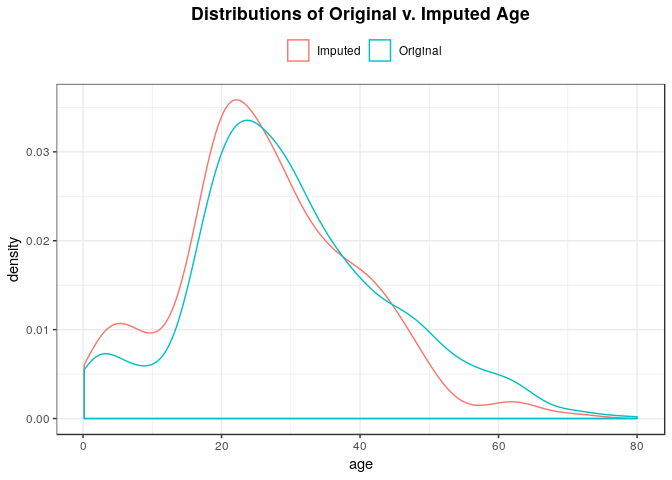 Distributions of Original v. Imputed Age
Imputed Original
0.03
0.02
0.01
0.00
density
0 20 40 60 80
age